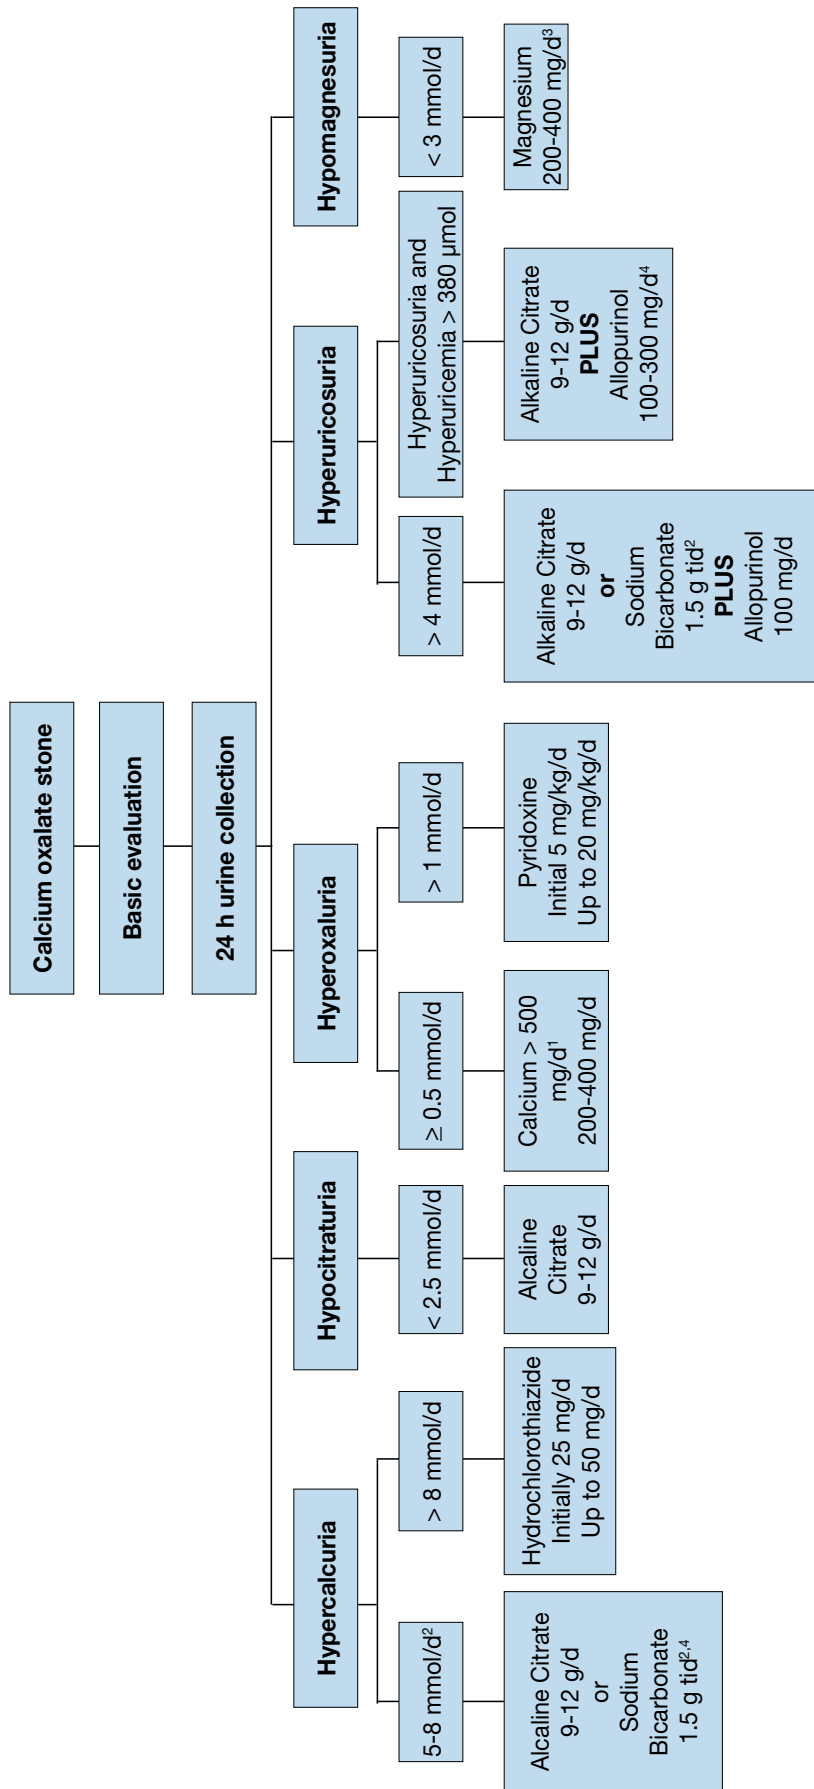 Calcium oxalate stone
Basic evaluation
24 h urine collection
Hypercalcuria
Hypocitraturia
Hyperoxaluria
Hyperuricosuria
Hypomagnesuria
5-8 mmol/d²
> 8 mmol/d
< 2.5 mmol/d
≥ 0.5 mmol/d
> 1 mmol/d
> 4 mmol/d
Hyperuricosuria and
Hyperuricemia > 380 µmol
< 3 mmol/d
Alcaline Citrate
9-12 g/d
or
Sodium
Bicarbonate
1.5 g tid²,⁴
Hydrochlorothiazide
Initially 25 mg/d
Up to 50 mg/d
Alcaline
Citrate
9-12 g/d
Calcium > 500
mg/d¹
200-400 mg/d
Pyridoxine
Initial 5 mg/kg/d
Up to 20 mg/kg/d
Alkaline Citrate
9-12 g/d
or
Sodium
Bicarbonate
1.5 g tid²
PLUS
Allopurinol
100 mg/d
Alkaline Citrate
9-12 g/d
PLUS
Allopurinol
100-300 mg/d⁴
Magnesium
200-400 mg/d³